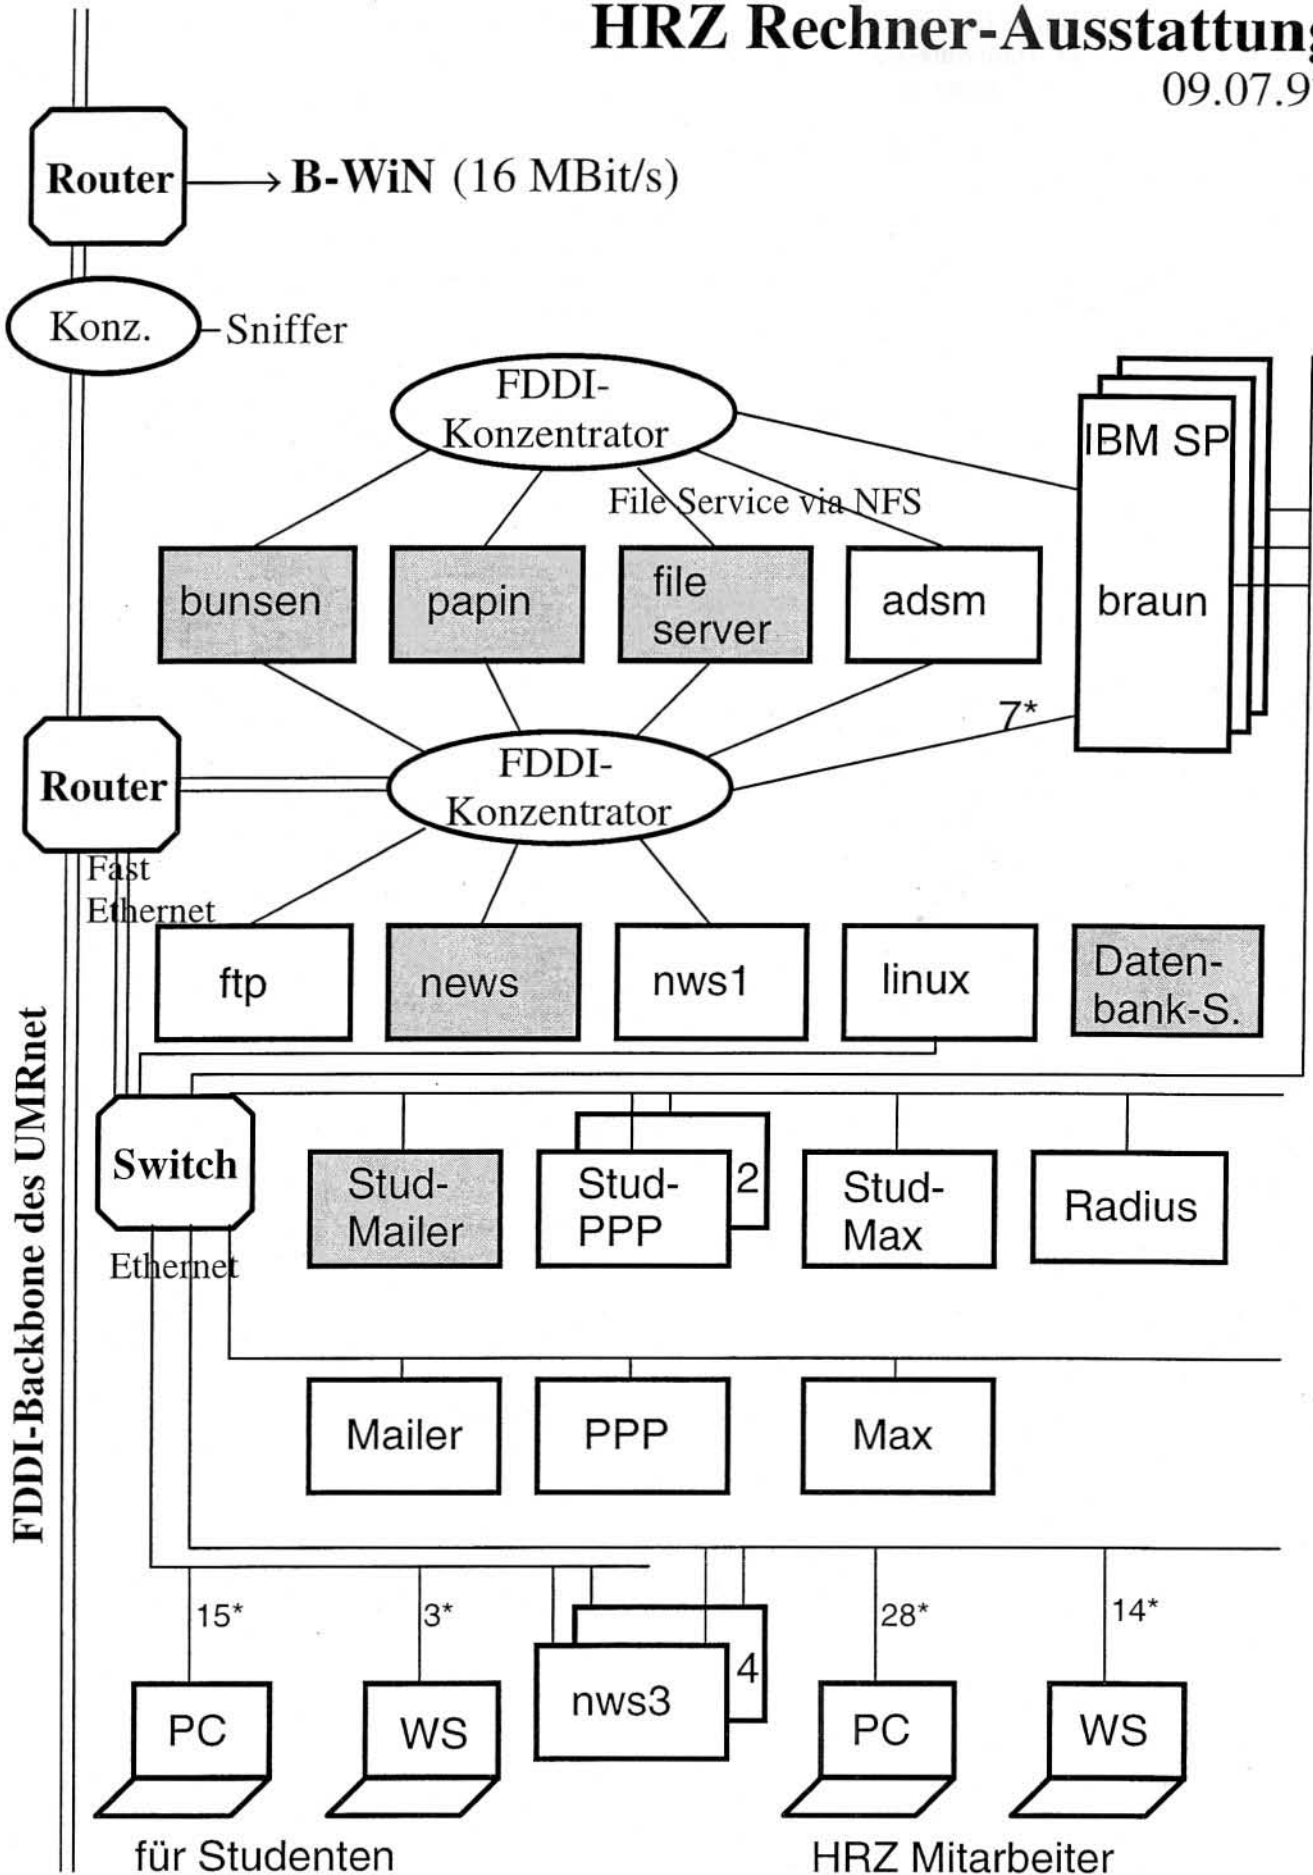 HRZ Rechner-Ausstattung
09.07.9
Router
B-WiN (16 MBit/s)
Konz.
Sniffer
FDDI-
Konzentrator
IBM SP
File Service via NFS
bunsen
papin
file
server
adsm
braun
7*
Router
FDDI-
Konzentrator
Fast
Ethernet
ftp
news
nws1
linux
Daten-
bank-S.
FDDI-Backbone des UMRnet
Switch
Stud-
Mailer
Stud-
PPP
2
Stud-
Max
Radius
Ethernet
Mailer
PPP
Max
15*
3*
28*
14*
PC
WS
nws3
4
PC
WS
für Studenten
HRZ Mitarbeiter